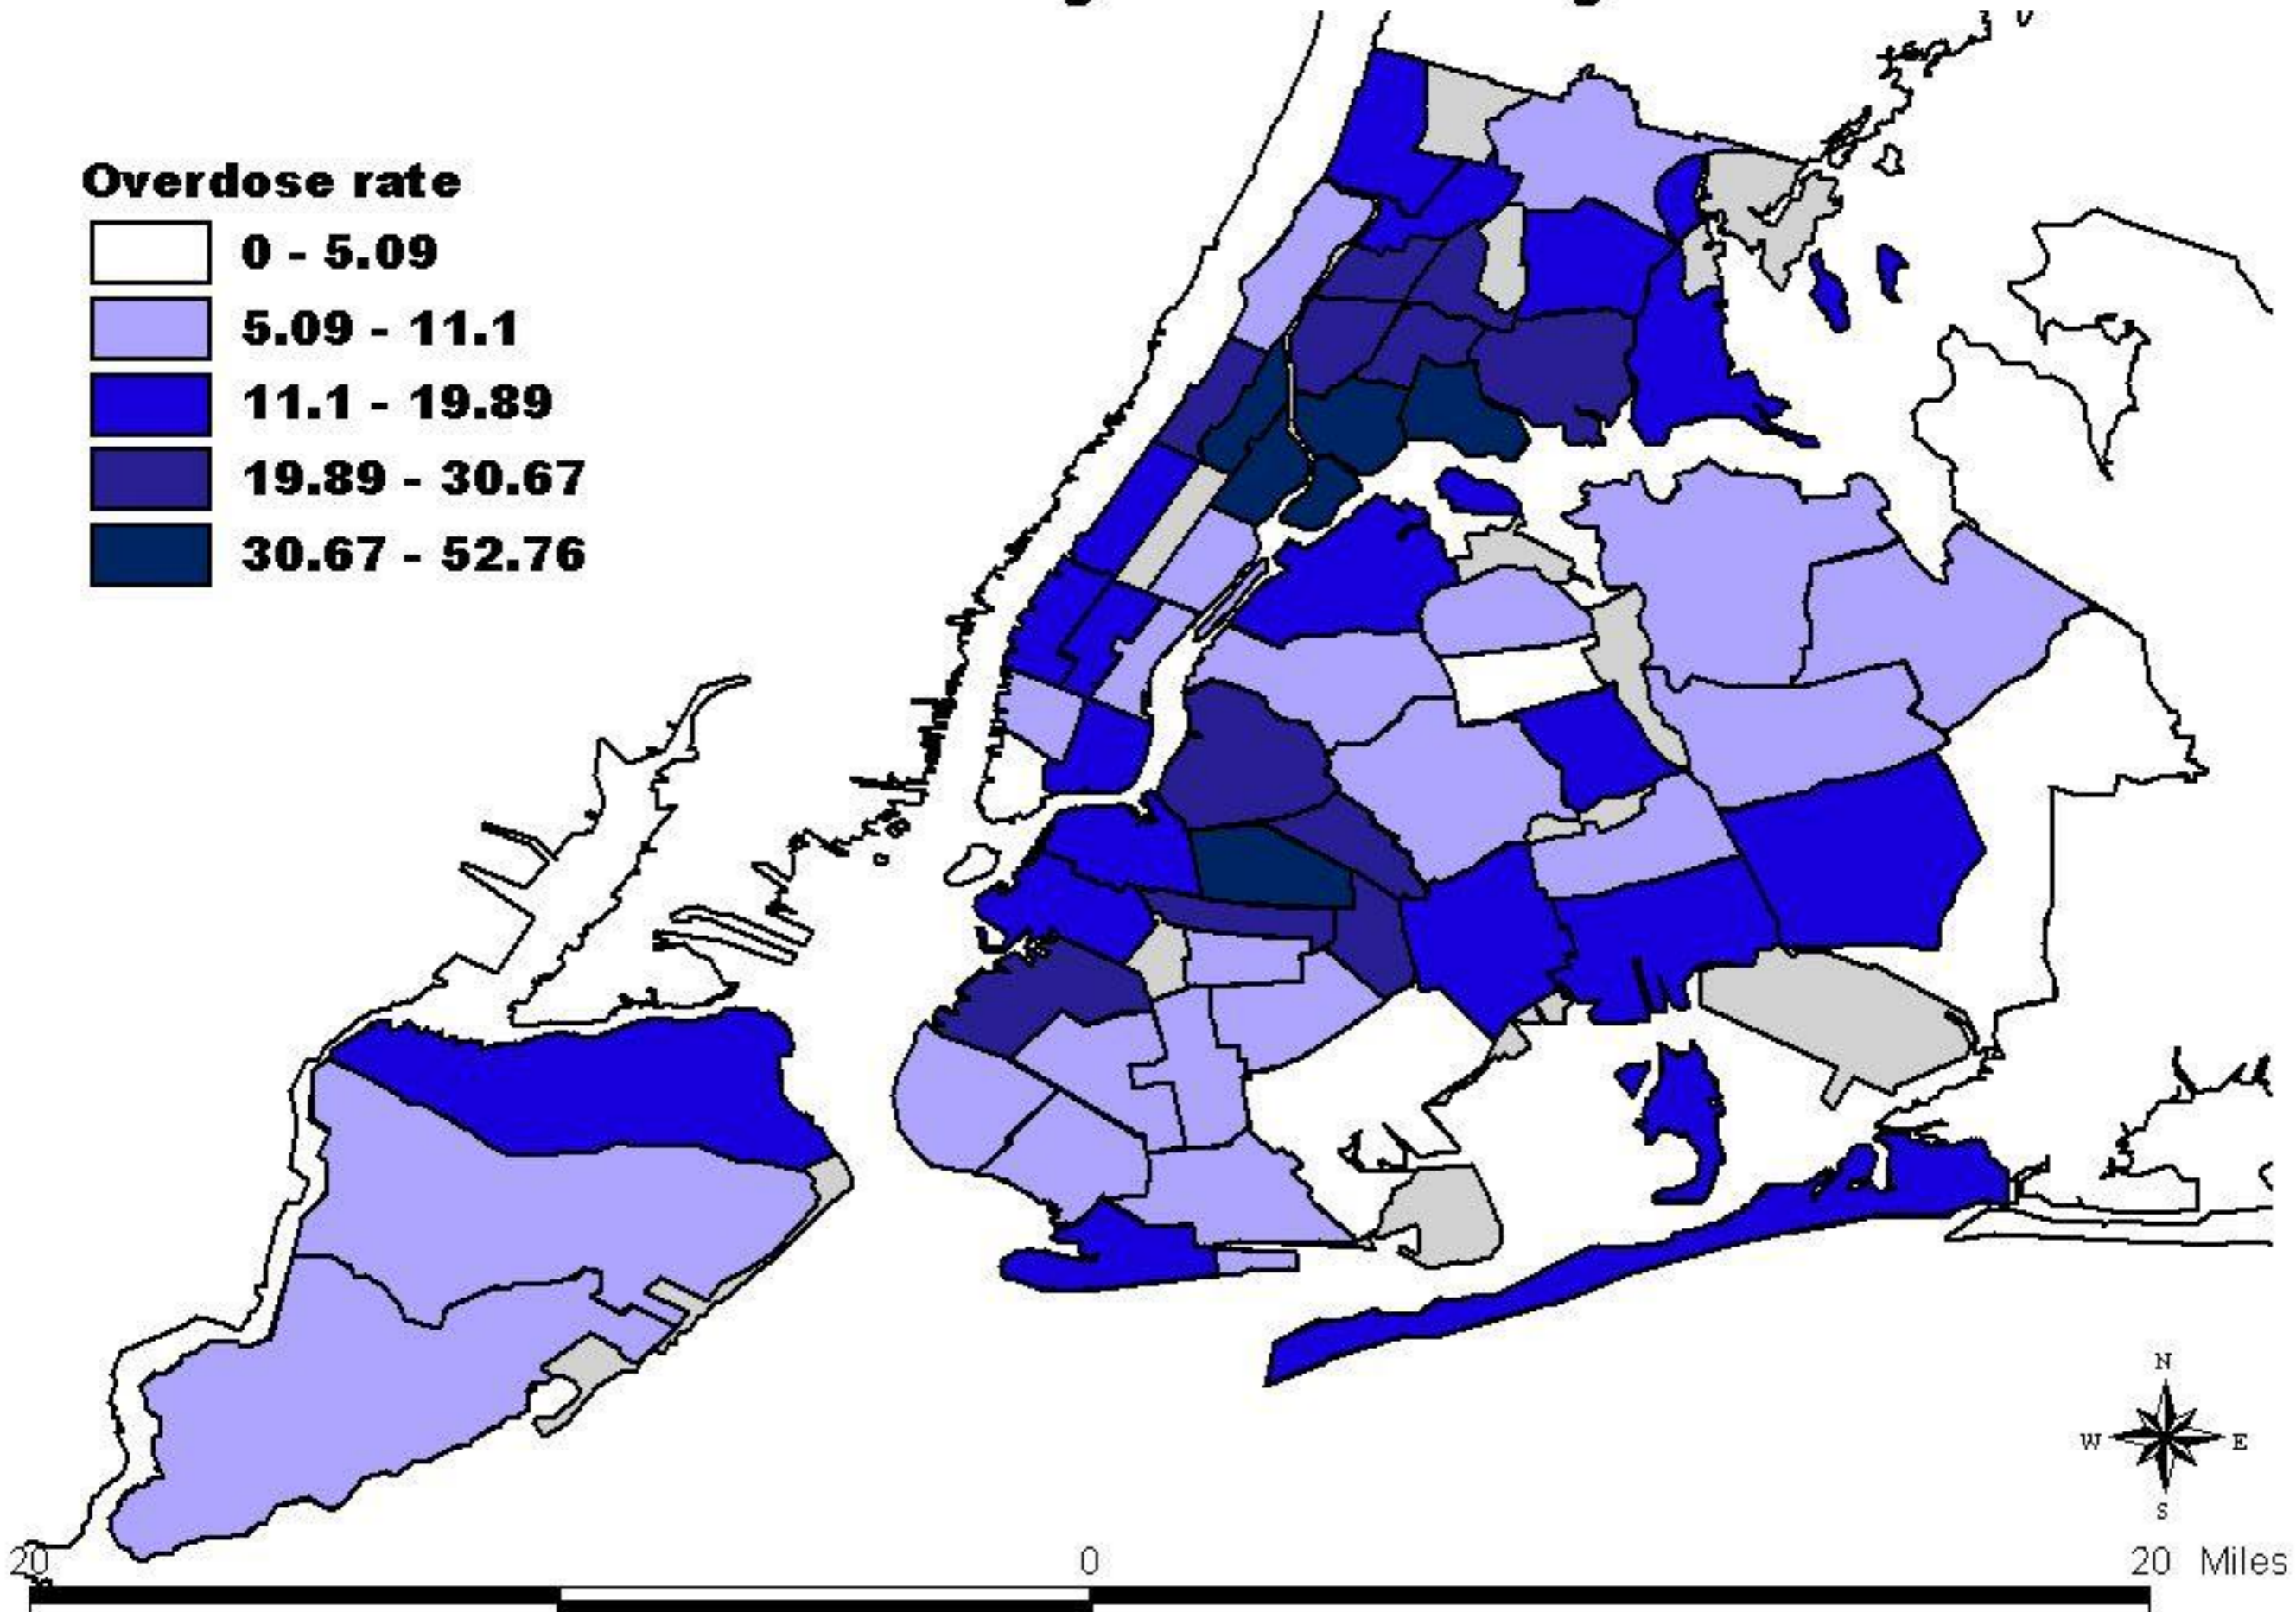 Overdose rate
0 - 5.09
5.09 - 11.1
11.1 - 19.89
19.89 - 30.67
30.67 - 52.76
N
W E
S
20 0 20 Miles